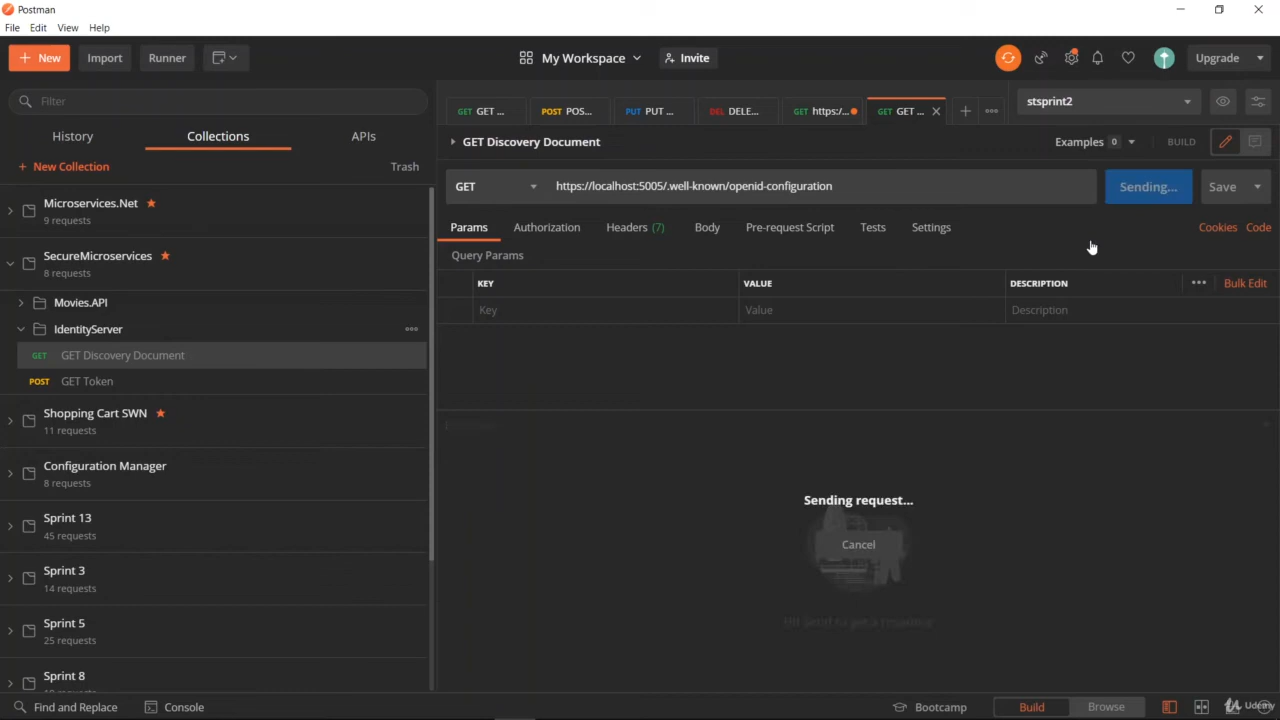 Postman
File Edit View Help
+ New Import Runner My Workspace Invite Upgrade
Filter
History Collections APIs
+ New Collection Trash
Microservices.Net
9 requests
SecureMicroservices
8 requests
Movies.API
IdentityServer
GET GET Discovery Document
POST GET Token
Shopping Cart SWN
11 requests
Configuration Manager
8 requests
Sprint 13
45 requests
Sprint 3
14 requests
Sprint 5
25 requests
Sprint 8
GET GET ... POST POS... PUT PUT ... DEL DELE... GET https:/... GET GET ... stsprint2
GET Discovery Document Examples 0 BUILD
GET https://localhost:5005/.well-known/openid-configuration Sending... Save
Params Authorization Headers (7) Body Pre-request Script Tests Settings Cookies Code
Query Params
KEY VALUE DESCRIPTION Bulk Edit
Key Value Description
Sending request...
Cancel
Hit Send to get a response
Find and Replace Console Bootcamp Build Browse Udemy